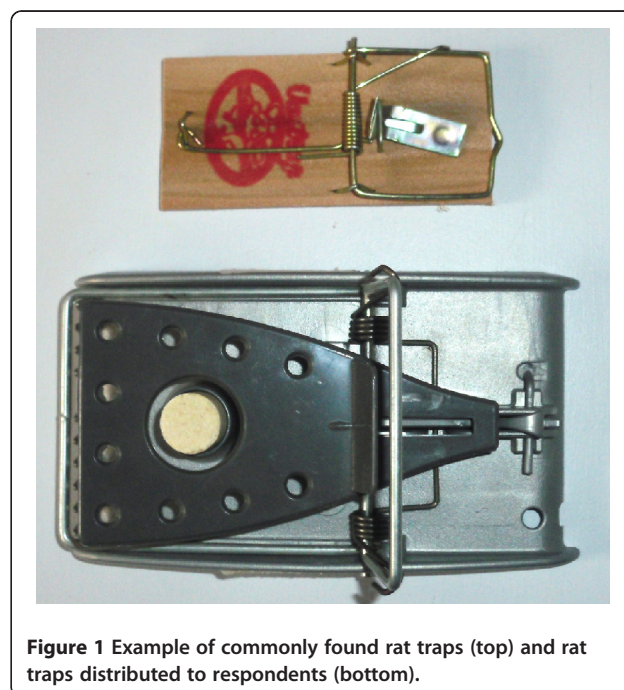 Figure 1 Example of commonly found rat traps (top) and rat
traps distributed to respondents (bottom).